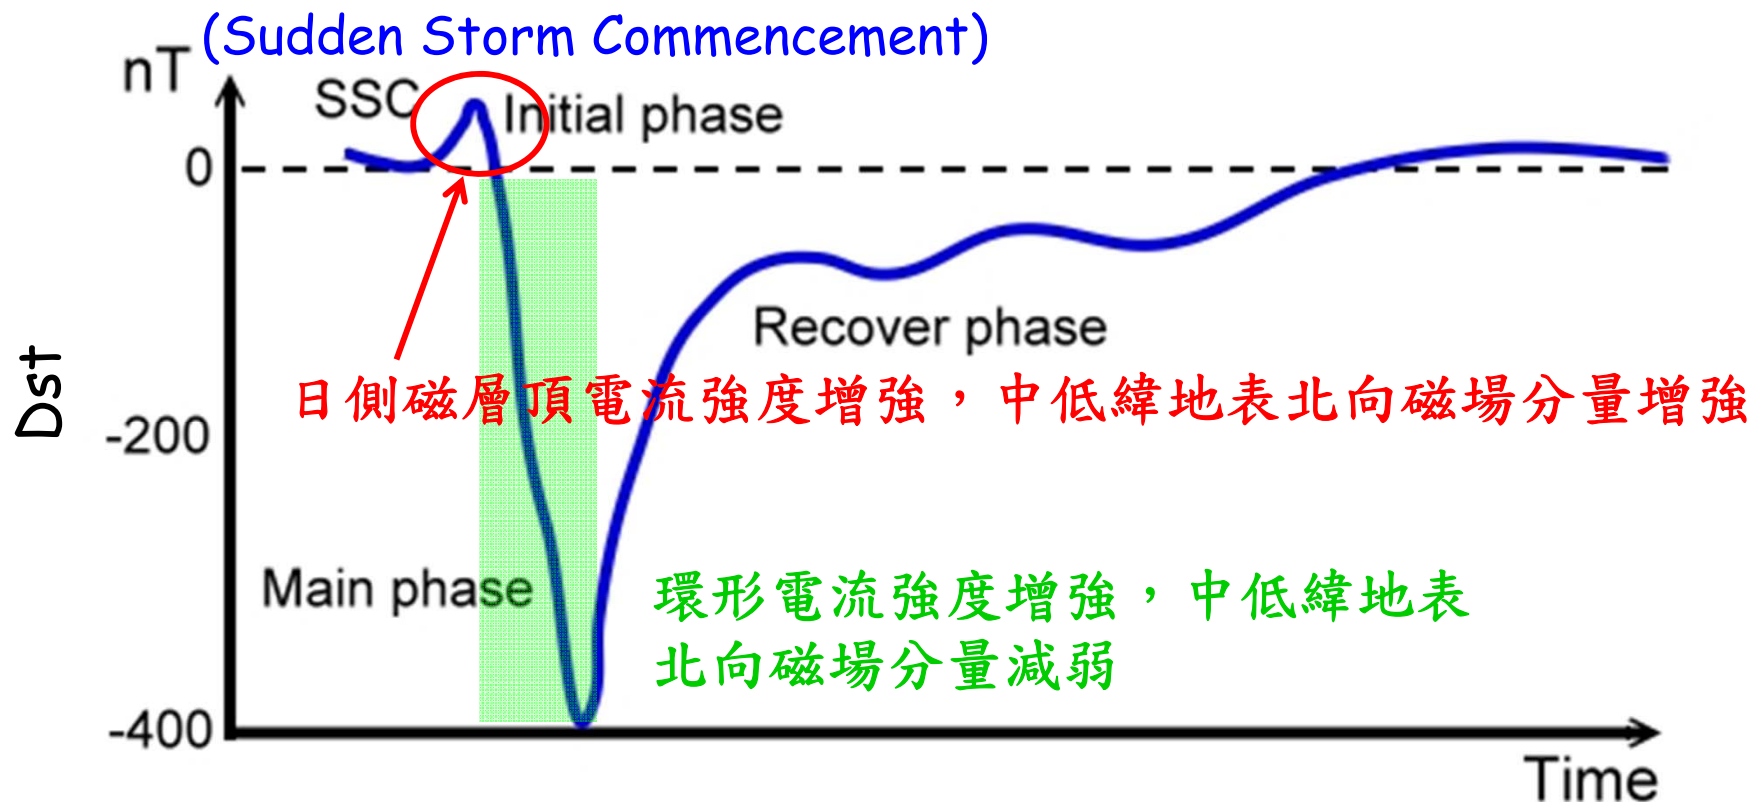 (Sudden Storm Commencement)
nT
SSC
Initial phase
0
Recover phase
Dst
日側磁層頂電流強度增強，中低緯地表北向磁場分量增強
-200
Main phase
環形電流強度增強，中低緯地表
北向磁場分量減弱
-400
Time